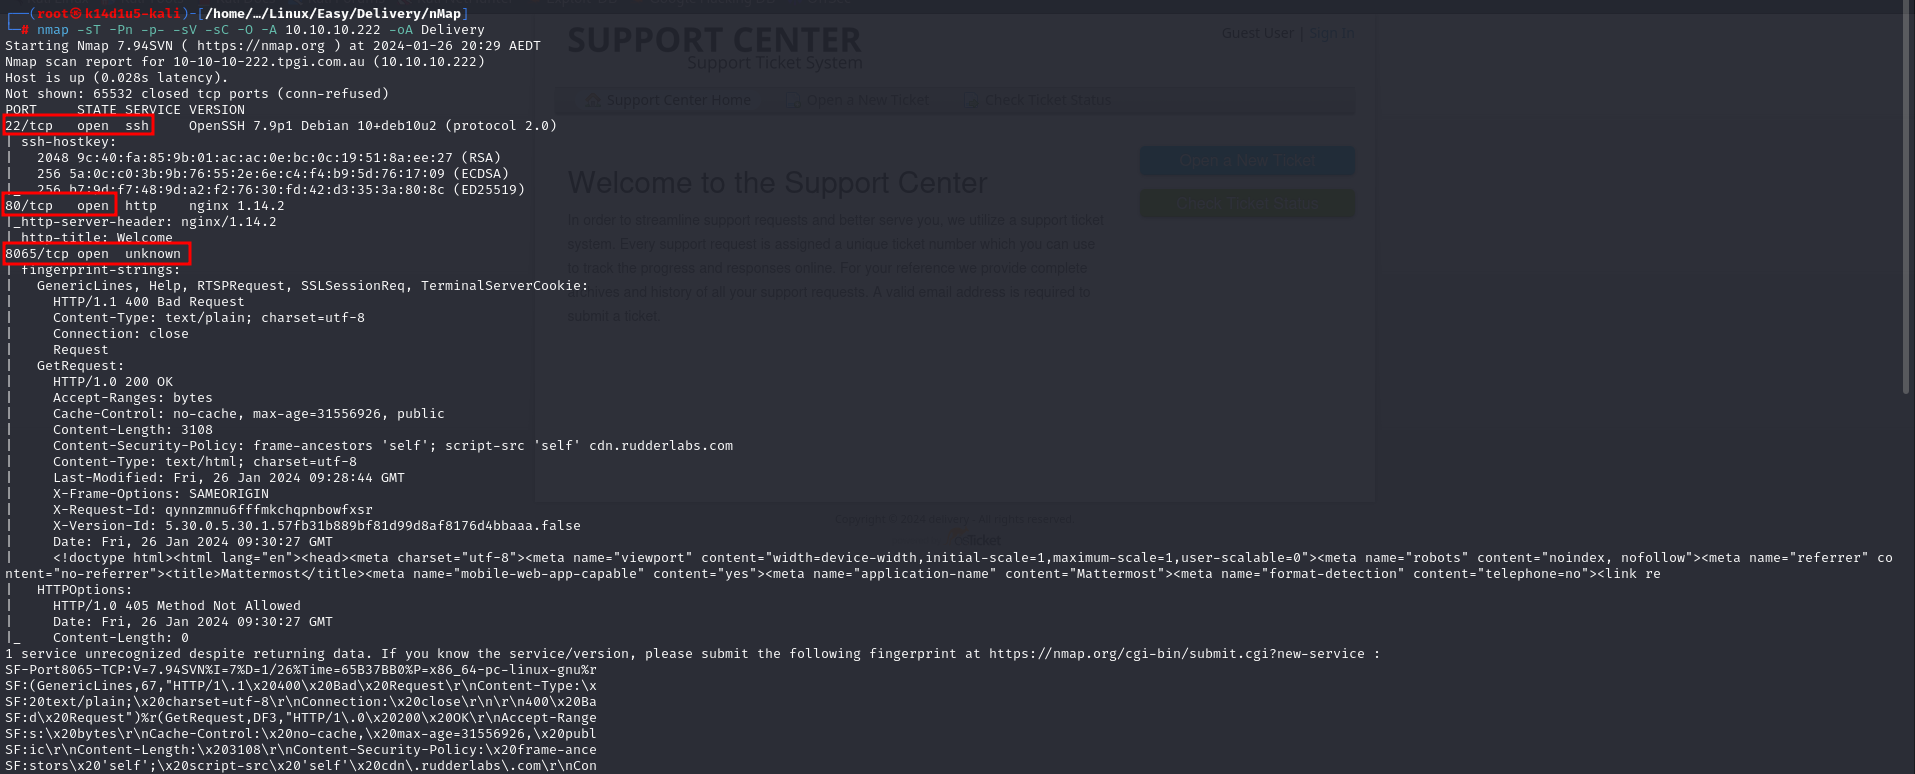 ┌──(root㉿k14d1u5-kali)-[/home/…/Linux/Easy/Delivery/nMap]
└─# nmap -sT -Pn -p- -sV -sC -O -A 10.10.10.222 -oA Delivery
Starting Nmap 7.94SVN ( https://nmap.org ) at 2024-01-26 20:29 AEDT
Nmap scan report for 10-10-10-222.tpgi.com.au (10.10.10.222)
Host is up (0.028s latency).
Not shown: 65532 closed tcp ports (conn-refused)
PORT     STATE SERVICE VERSION
22/tcp   open  ssh     OpenSSH 7.9p1 Debian 10+deb10u2 (protocol 2.0)
| ssh-hostkey:
|   2048 9c:40:fa:85:9b:01:ac:ac:0e:bc:0c:19:51:8a:ee:27 (RSA)
|   256 5a:0c:c0:3b:9b:76:55:2e:6e:c4:f4:b9:5d:76:17:09 (ECDSA)
|_  256 b7:9d:f7:48:9d:a2:f2:76:30:fd:42:d3:35:3a:80:8c (ED25519)
80/tcp   open  http    nginx 1.14.2
|_http-server-header: nginx/1.14.2
|_http-title: Welcome
8065/tcp open  unknown
| fingerprint-strings:
|   GenericLines, Help, RTSPRequest, SSLSessionReq, TerminalServerCookie:
|     HTTP/1.1 400 Bad Request
|     Content-Type: text/plain; charset=utf-8
|     Connection: close
|     Request
|   GetRequest:
|     HTTP/1.0 200 OK
|     Accept-Ranges: bytes
|     Cache-Control: no-cache, max-age=31556926, public
|     Content-Length: 3108
|     Content-Security-Policy: frame-ancestors 'self'; script-src 'self' cdn.rudderlabs.com
|     Content-Type: text/html; charset=utf-8
|     Last-Modified: Fri, 26 Jan 2024 09:28:44 GMT
|     X-Frame-Options: SAMEORIGIN
|     X-Request-Id: qynnzmnu6fffmkchqpnbowfxsr
|     X-Version-Id: 5.30.0.5.30.1.57fb31b889bf81d99d8af8176d4bbaaa.false
|     Date: Fri, 26 Jan 2024 09:30:27 GMT
|     <!doctype html><html lang="en"><head><meta charset="utf-8"><meta name="viewport" content="width=device-width,initial-scale=1,maximum-scale=1,user-scalable=0"><meta name="robots" content="noindex, nofollow"><meta name="referrer" co
ntent="no-referrer"><title>Mattermost</title><meta name="mobile-web-app-capable" content="yes"><meta name="application-name" content="Mattermost"><meta name="format-detection" content="telephone=no"><link re
|   HTTPOptions:
|     HTTP/1.0 405 Method Not Allowed
|     Date: Fri, 26 Jan 2024 09:30:27 GMT
|_    Content-Length: 0
1 service unrecognized despite returning data. If you know the service/version, please submit the following fingerprint at https://nmap.org/cgi-bin/submit.cgi?new-service :
SF-Port8065-TCP:V=7.94SVN%I=7%D=1/26%Time=65B37BB0%P=x86_64-pc-linux-gnu%r
SF:(GenericLines,67,"HTTP/1\.1\x20400\x20Bad\x20Request\r\nContent-Type:\x
SF:20text/plain;\x20charset=utf-8\r\nConnection:\x20close\r\n\r\n400\x20Ba
SF:d\x20Request")%r(GetRequest,DF3,"HTTP/1\.0\x20200\x20OK\r\nAccept-Range
SF:s:\x20bytes\r\nCache-Control:\x20no-cache,\x20max-age=31556926,\x20publ
SF:ic\r\nContent-Length:\x203108\r\nContent-Security-Policy:\x20frame-ance
SF:stors\x20'self';\x20script-src\x20'self'\x20cdn\.rudderlabs\.com\r\nCon
SUPPORT CENTER
Support Ticket System
Guest User | Sign In
Support Center Home
Open a New Ticket
Check Ticket Status
Open a New Ticket
Check Ticket Status
Welcome to the Support Center
In order to streamline support requests and better serve you, we utilize a support ticket
system. Every support request is assigned a unique ticket number which you can use
to track the progress and responses online. For your reference we provide complete
archives and history of all your support requests. A valid email address is required to
submit a ticket.